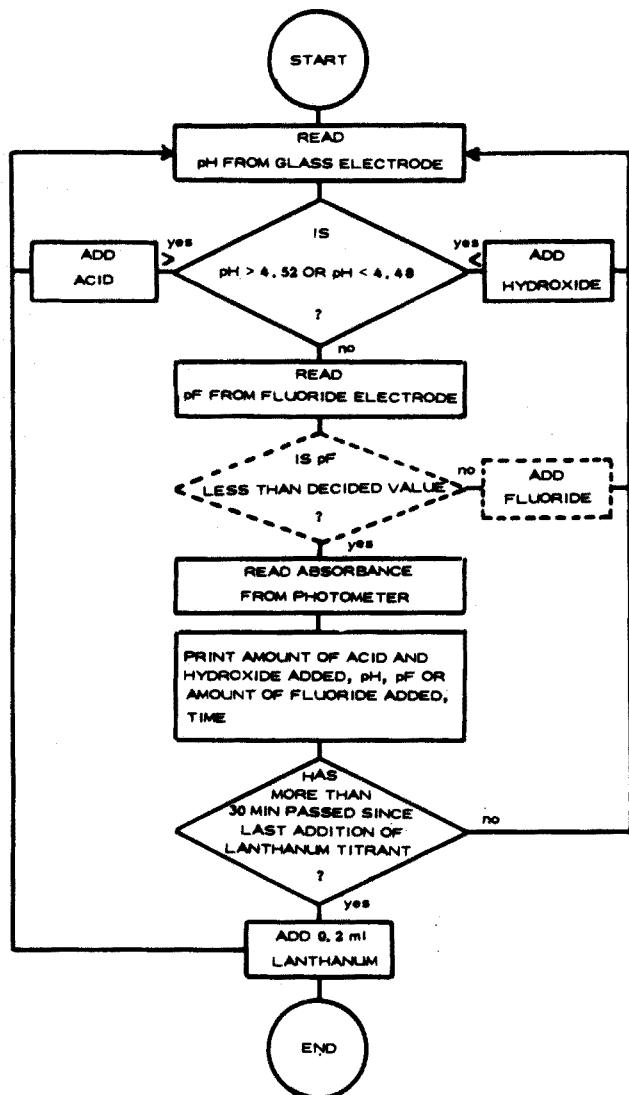 START
READ
pH FROM GLASS ELECTRODE
IS
pH > 4.52 OR pH < 4.48
?
yes
>
ADD
ACID
yes
<
ADD
HYDROXIDE
no
READ
pF FROM FLUORIDE ELECTRODE
IS pF
LESS THAN DECIDED VALUE
?
no
ADD
FLUORIDE
yes
READ ABSORBANCE
FROM PHOTOMETER
PRINT AMOUNT OF ACID AND
HYDROXIDE ADDED, pH, pF OR
AMOUNT OF FLUORIDE ADDED,
TIME
HAS
MORE THAN
30 MIN PASSED SINCE
LAST ADDITION OF
LANTHANUM TITRANT
?
no
yes
ADD 0.2 ml
LANTHANUM
END